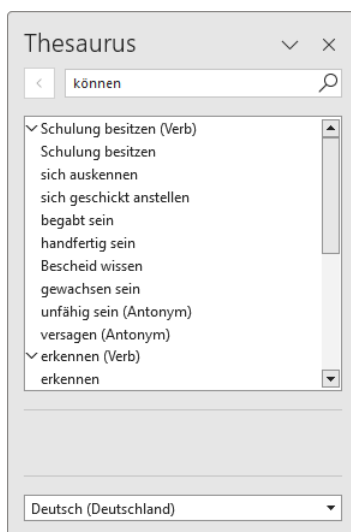 Thesaurus
können
Schulung besitzen (Verb)
Schulung besitzen
sich auskennen
sich geschickt anstellen
begabt sein
handfertig sein
Bescheid wissen
gewachsen sein
unfähig sein (Antonym)
versagen (Antonym)
erkennen (Verb)
erkennen
Deutsch (Deutschland)